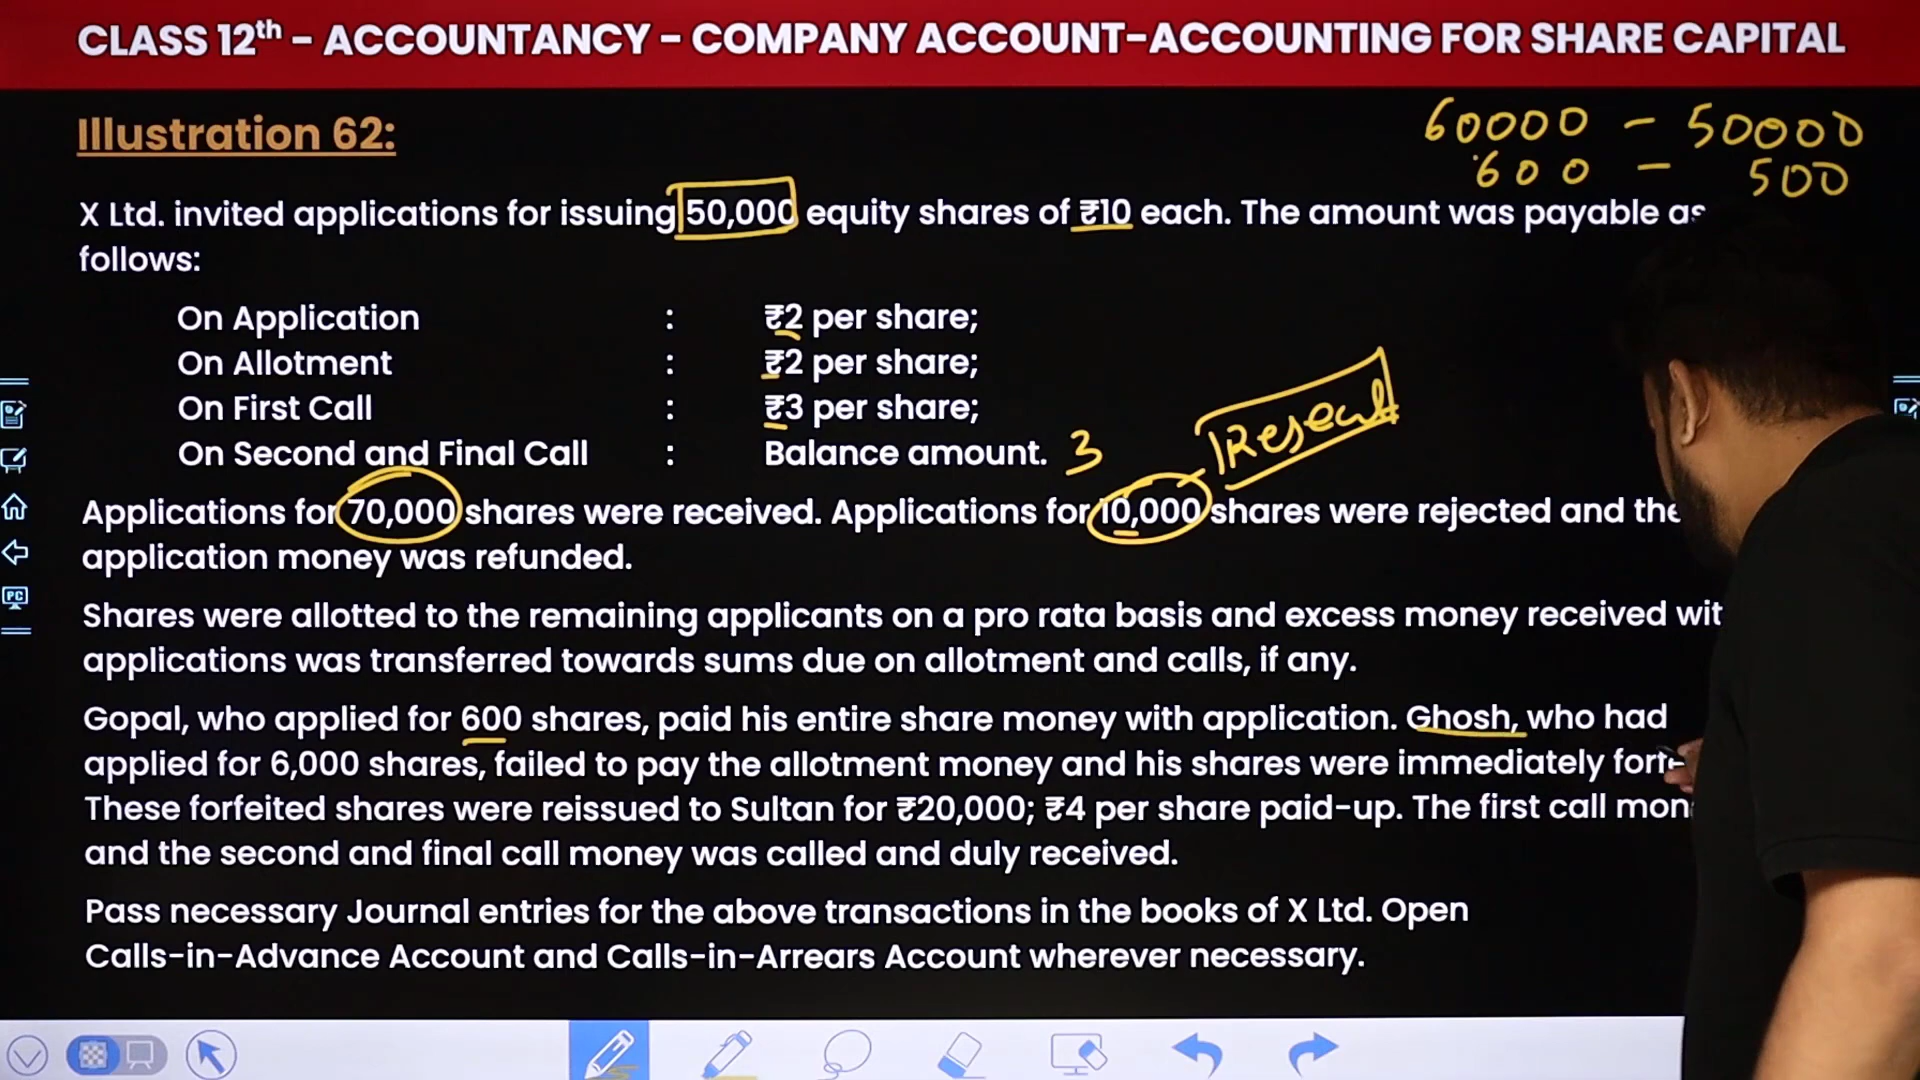 CLASS 12th - ACCOUNTANCY - COMPANY ACCOUNT-ACCOUNTING FOR SHARE CAPITAL
Illustration 62:
60000 - 50000
600 - 500
X Ltd. invited applications for issuing 50,000 equity shares of ₹10 each. The amount was payable as
follows:
On Application : ₹2 per share;
On Allotment : ₹2 per share;
On First Call : ₹3 per share;
On Second and Final Call : Balance amount. 3
Applications for 70,000 shares were received. Applications for 10,000 shares were rejected and the
application money was refunded.
Shares were allotted to the remaining applicants on a pro rata basis and excess money received wit
applications was transferred towards sums due on allotment and calls, if any.
Gopal, who applied for 600 shares, paid his entire share money with application. Ghosh, who had
applied for 6,000 shares, failed to pay the allotment money and his shares were immediately forfe
These forfeited shares were reissued to Sultan for ₹20,000; ₹4 per share paid-up. The first call mon
and the second and final call money was called and duly received.
Pass necessary Journal entries for the above transactions in the books of X Ltd. Open
Calls-in-Advance Account and Calls-in-Arrears Account wherever necessary.
PC